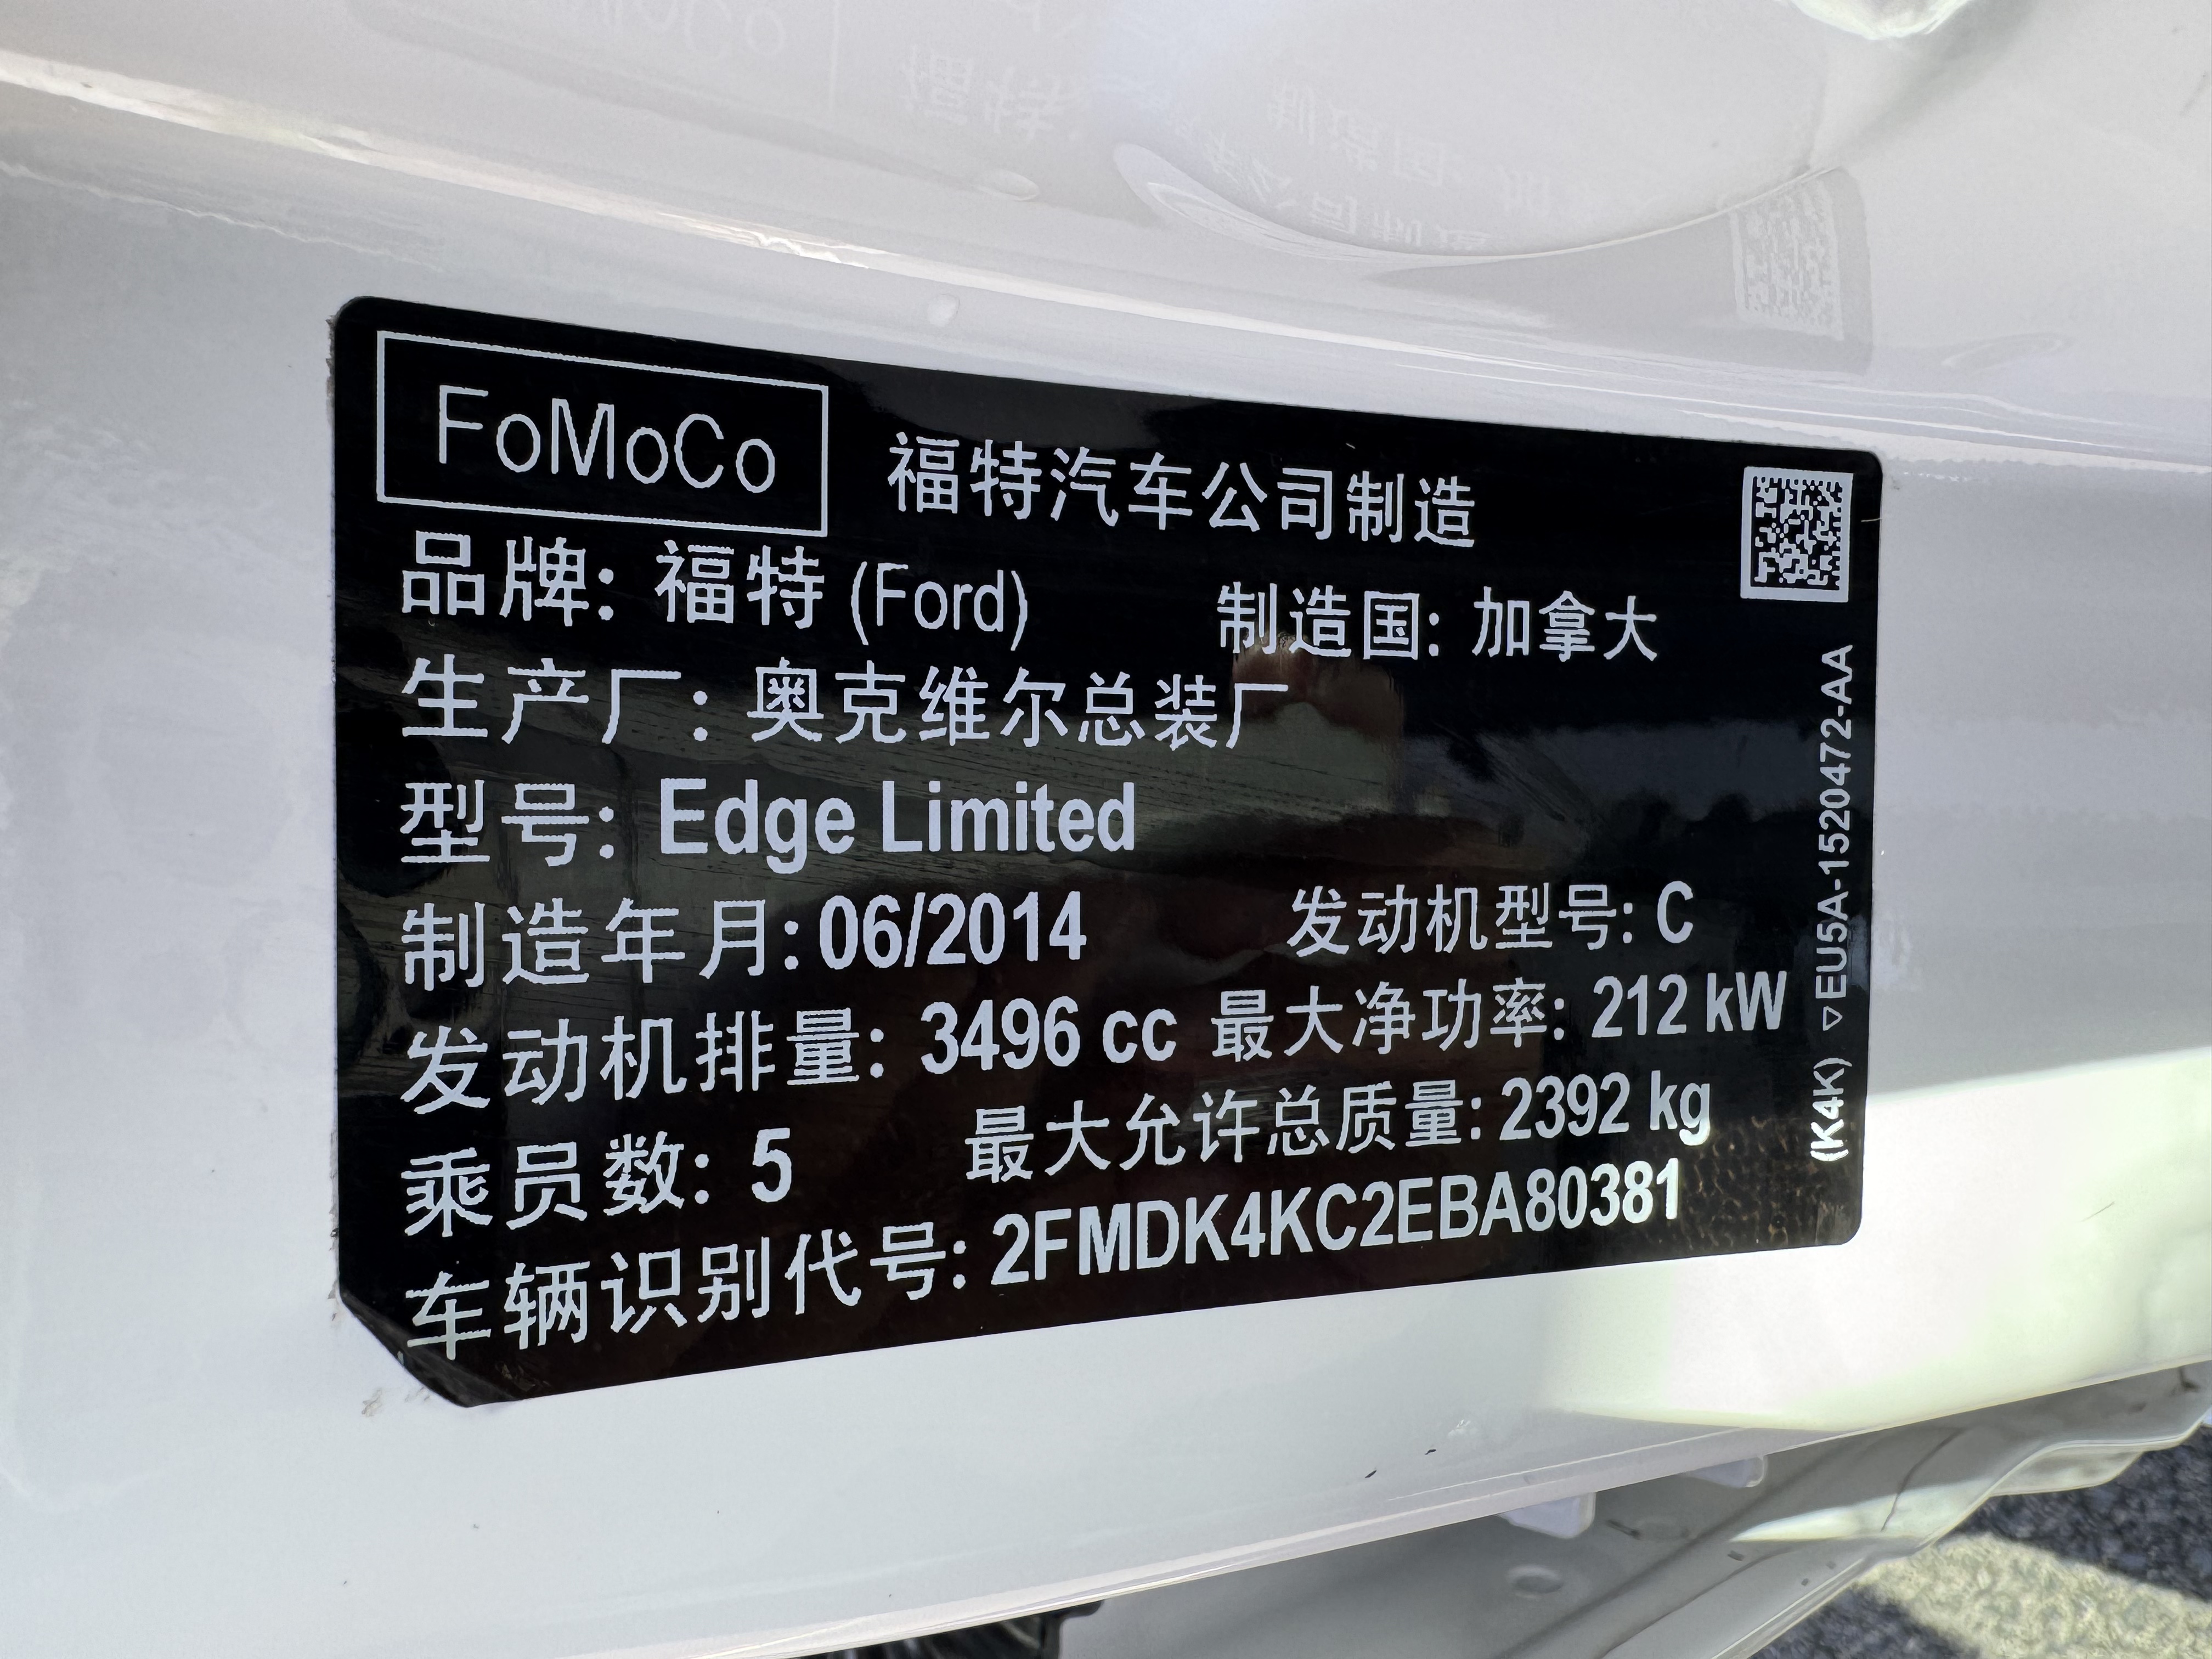 FoMoCo 福特汽车公司制造
品牌: 福特 (Ford) 制造国: 加拿大
生产厂: 奥克维尔总装厂
型号: Edge Limited
制造年月: 06/2014 发动机型号: C
发动机排量: 3496 cc 最大净功率: 212 kW
乘员数: 5 最大允许总质量: 2392 kg
车辆识别代号: 2FMDK4KC2EBA80381
(K4K) ▽EU5A-1520472-AA